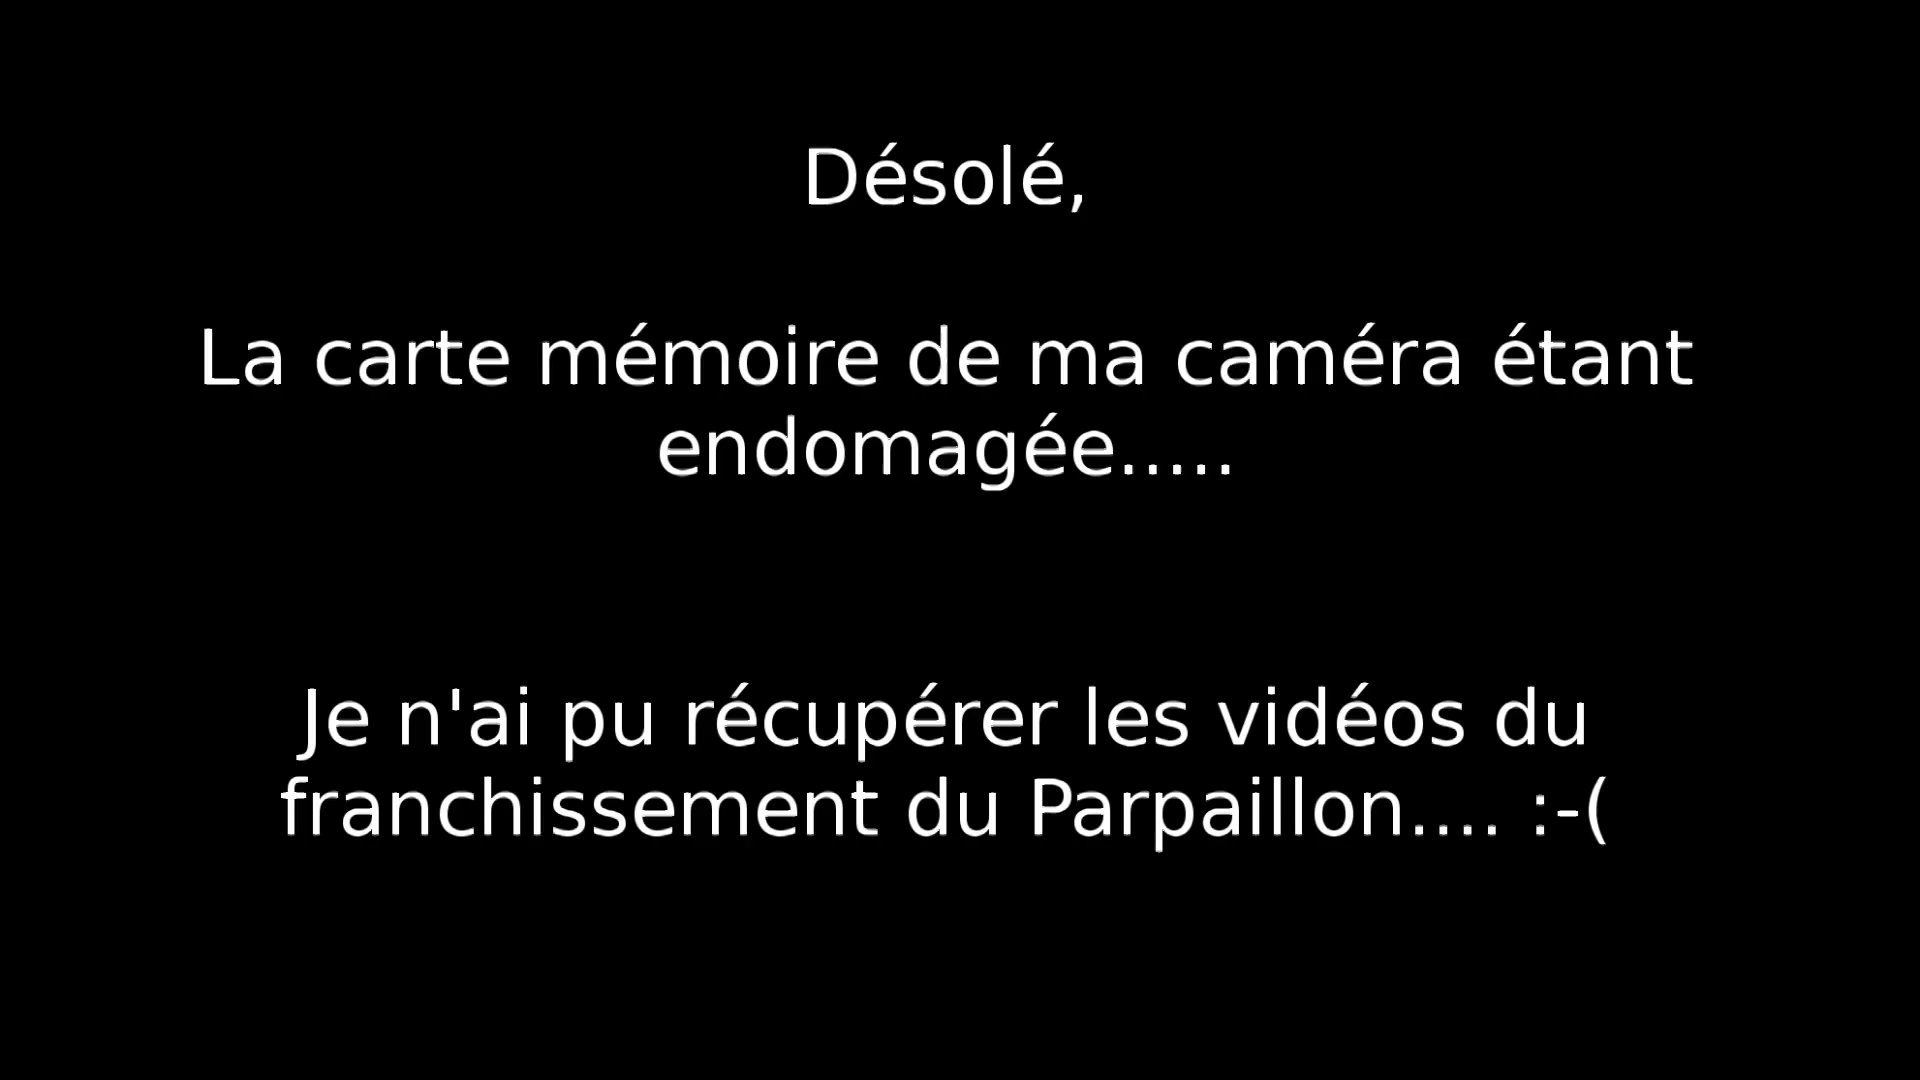 Désolé,
La carte mémoire de ma caméra étant
endomagée.....
Je n'ai pu récupérer les vidéos du
franchissement du Parpaillon.... :-(